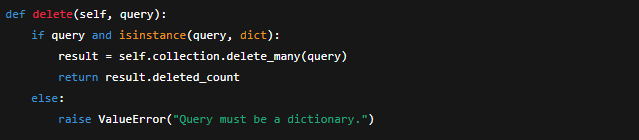 def delete(self, query):
    if query and isinstance(query, dict):
        result = self.collection.delete_many(query)
        return result.deleted_count
    else:
        raise ValueError("Query must be a dictionary.")